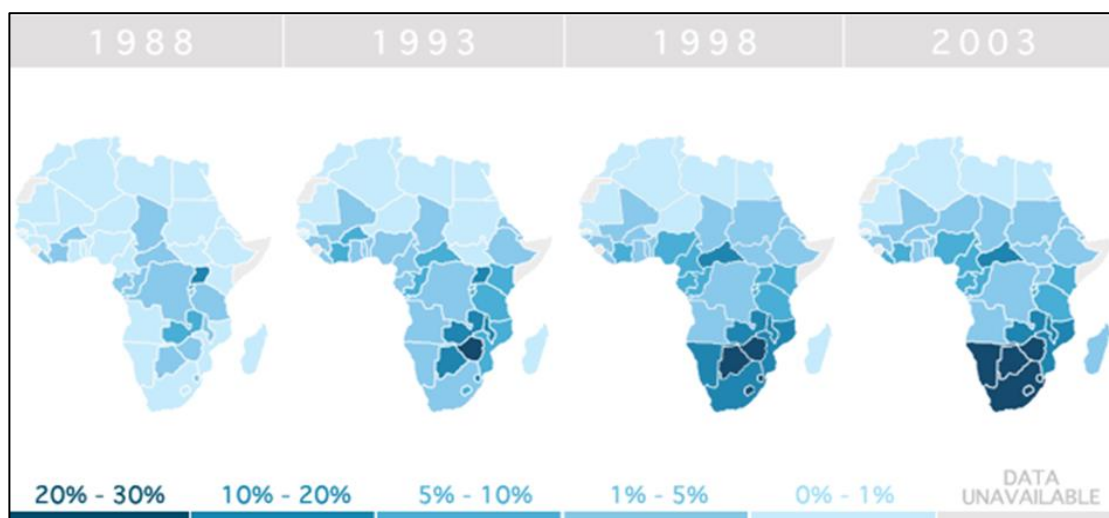 1988 1993 1998 2003
20% - 30% 10% - 20% 5% - 10% 1% - 5% 0% - 1% DATA
UNAVAILABLE